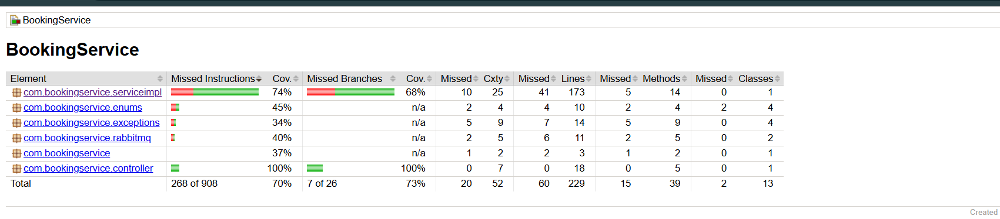 BookingService
BookingService
Element Missed Instructions Cov. Missed Branches Cov. Missed Cxty Missed Lines Missed Methods Missed Classes
com.bookingservice.serviceimpl 74% 68% 10 25 41 173 5 14 0 1
com.bookingservice.enums 45% n/a 2 4 4 10 2 4 2 4
com.bookingservice.exceptions 34% n/a 5 9 7 14 5 9 0 4
com.bookingservice.rabbitmq 40% n/a 2 5 6 11 2 5 0 2
com.bookingservice 37% n/a 1 2 2 3 1 2 0 1
com.bookingservice.controller 100% 100% 0 7 0 18 0 5 0 1
Total 268 of 908 70% 7 of 26 73% 20 52 60 229 15 39 2 13
Created